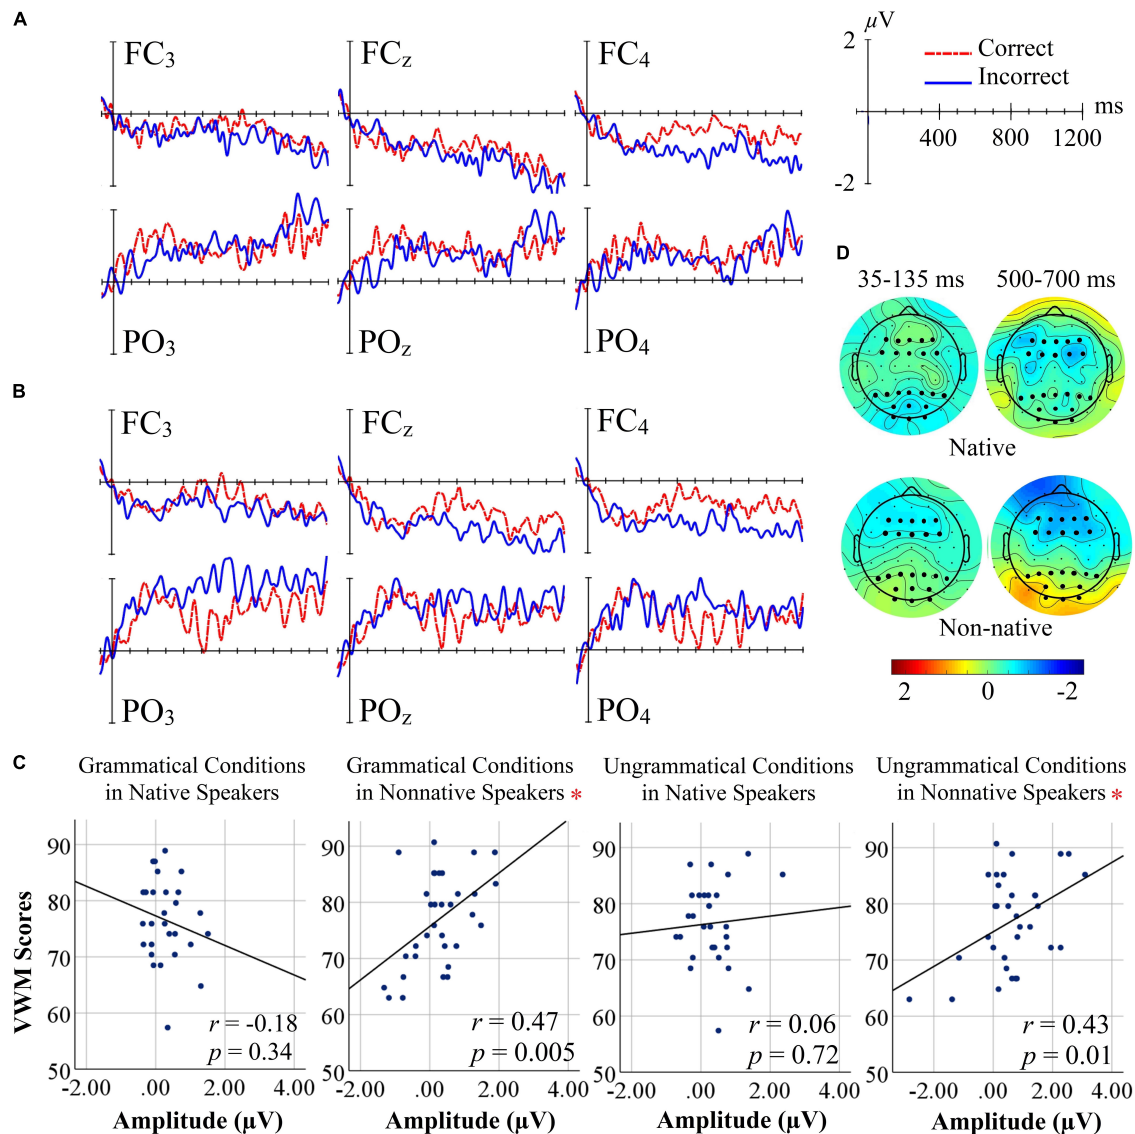 A
FC3
FCz
FC4
μV
2
-2
Correct
Incorrect
ms
400
800
1200
PO3
POz
PO4
B
FC3
FCz
FC4
PO3
POz
PO4
D
35-135 ms
500-700 ms
Native
Non-native
2
0
-2
C
Grammatical Conditions
in Native Speakers
Grammatical Conditions
in Nonnative Speakers *
Ungrammatical Conditions
in Native Speakers
Ungrammatical Conditions
in Nonnative Speakers *
VWM Scores
90
80
70
60
50
r = -0.18
p = 0.34
-2.00
.00
2.00
4.00
Amplitude (μV)
90
80
70
60
50
r = 0.47
p = 0.005
-2.00
.00
2.00
4.00
Amplitude (μV)
90
80
70
60
50
r = 0.06
p = 0.72
-2.00
.00
2.00
4.00
Amplitude (μV)
90
80
70
60
50
r = 0.43
p = 0.01
-2.00
0.00
2.00
4.00
Amplitude (μV)